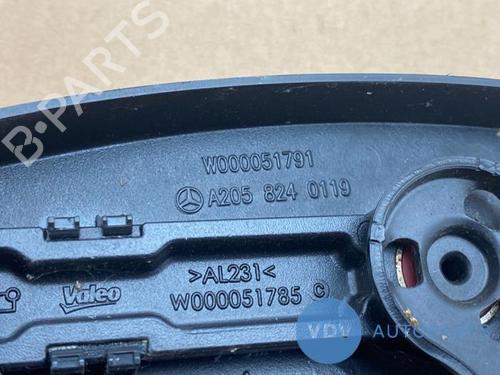 B-PARTS
W000051791
A205 824 0119
>AL231<
Valeo
W000051785 C
VDV AUTO